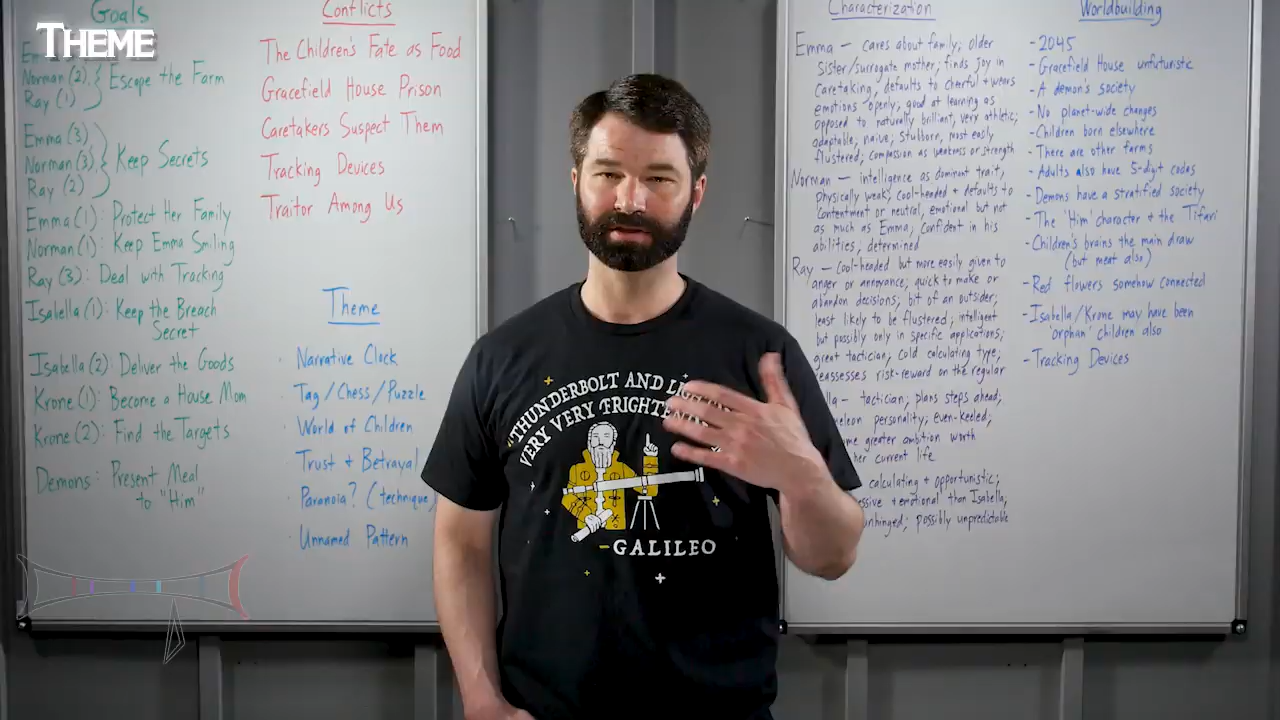 THEME
Goals
Norman (2)
Ray (1)
Escape the Farm
Emma (3)
Norman (3)
Ray (2)
Keep Secrets
Emma (1): Protect Her Family
Norman (1): Keep Emma Smiling
Ray (3): Deal with Tracking
Isabella (1): Keep the Breach
Secret
Isabella (2): Deliver the Goods
Krone (1): Become a House Mom
Krone (2): Find the Targets
Demons: Present Meal
to "Him"
Conflicts
The Children's Fate as Food
Gracefield House Prison
Caretakers Suspect Them
Tracking Devices
Traitor Among Us
Theme
· Narrative Clock
· Tag/Chess/Puzzle
· World of Children
· Trust + Betrayal
· Paranoia? (technique)
· Unnamed Pattern
"THUNDERBOLT AND
VERY VERY FRIGHTEN
- GALILEO
Characterization
Emma – cares about family; older
sister/surrogate mother; finds joy in
caretaking, defaults to cheerful + wears
emotions openly, good at learning as
opposed to naturally brilliant, very athletic;
adaptable, naive, stubborn, most easily
flustered; compassion as weakness or strength
Norman – intelligence as dominant trait,
physically weak, cool-headed + defaults to
contentment or neutral, emotional but not
as much as Emma, confident in his
abilities, determined
Ray – cool-headed but more easily given to
anger or annoyance; quick to make or
abandon decisions; bit of an outsider;
least likely to be flustered; intelligent
but possibly only in specific applications;
great tactician; cold calculating type;
reassesses risk-reward on the regular
– tactician; plans steps ahead;
personality; even-keeled;
greater ambition worth
her current life
calculating + opportunistic;
+ emotional than Isabella,
unhinged; possibly unpredictable
Worldbuilding
- 2045
- Gracefield House unfuturistic
- A demon's society
- No planet-wide changes
- Children born elsewhere
- There are other farms
- Adults also have 5-digit codes
- Demons have a stratified society
- The 'Him' character + the Tifari
- Children's brains the main draw
(but meat also)
- Red flowers somehow connected
- Isabella/Krone may have been
'orphan' children also
- Tracking Devices